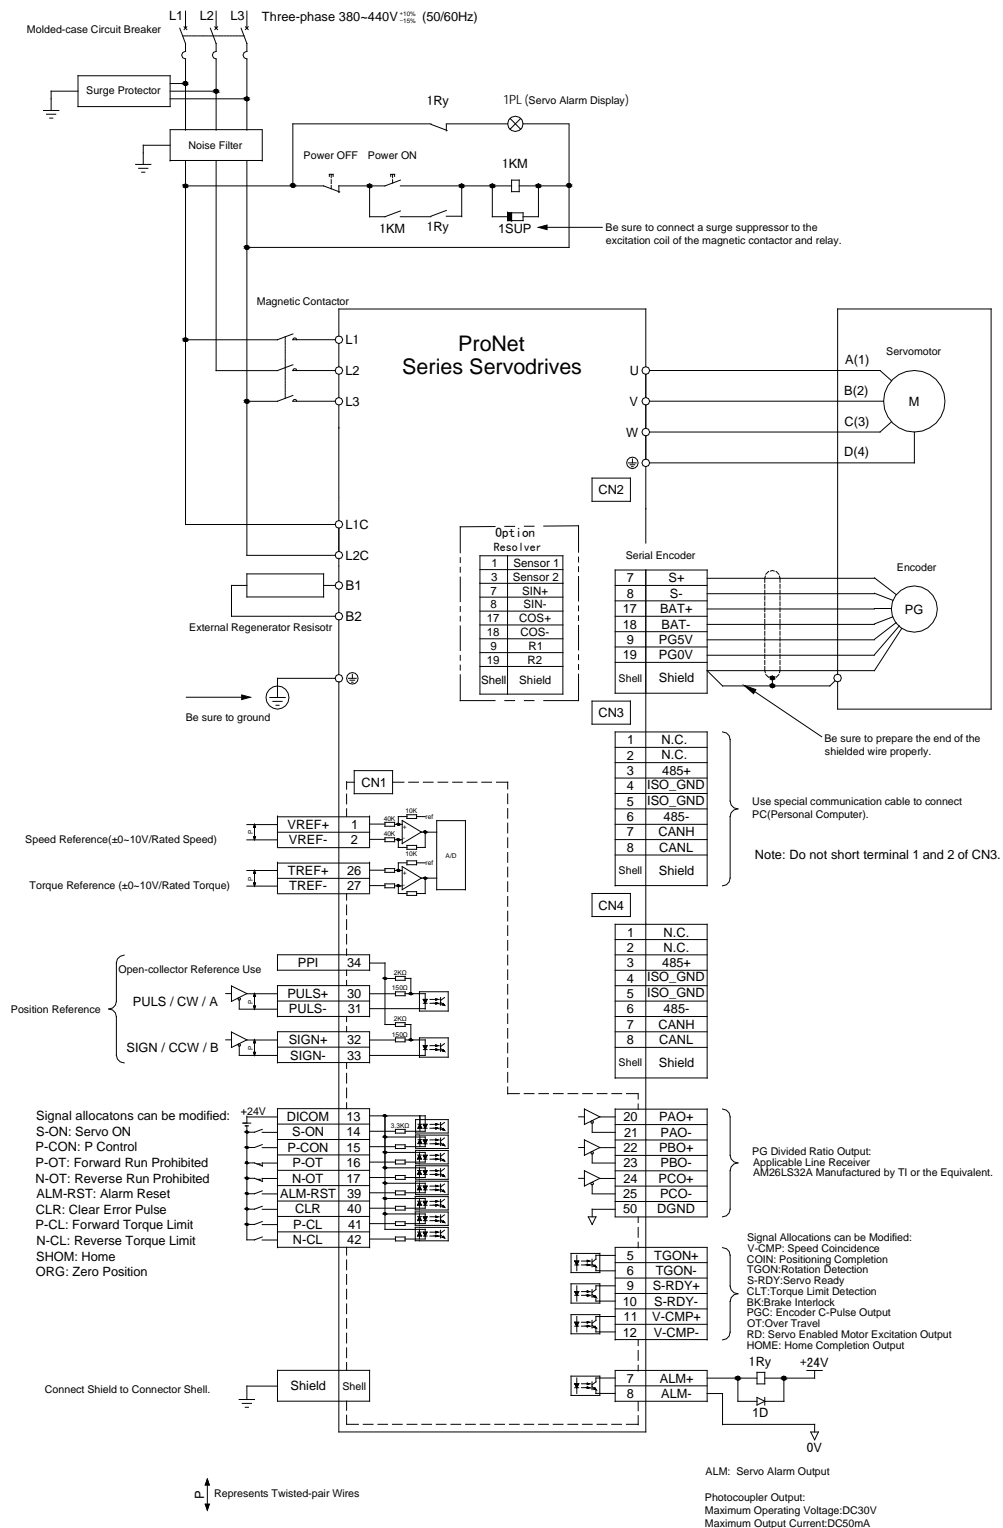 L1 L2 L3 Three-phase 380~440V +10% -15% (50/60Hz)
Molded-case Circuit Breaker
Surge Protector
Noise Filter
1Ry 1PL (Servo Alarm Display)
Power OFF Power ON 1KM
1KM 1Ry 1SUP
Be sure to connect a surge suppressor to the
excitation coil of the magnetic contactor and relay.
Magnetic Contactor
ProNet
Series Servodrives
L1
L2
L3
U
V
W
A(1)
B(2)
C(3)
D(4)
Servomotor
M
CN2
L1C
L2C
B1
B2
External Regenerator Resisotr
Be sure to ground
Option
Resolver
1 Sensor 1
3 Sensor 2
7 SIN+
8 SIN-
17 COS+
18 COS-
9 R1
19 R2
Shell Shield
Serial Encoder
7 S+
8 S-
17 BAT+
18 BAT-
9 PG5V
19 PG0V
Shell Shield
Encoder
PG
Be sure to prepare the end of the
shielded wire properly.
CN3
1 N.C.
2 N.C.
3 485+
4 ISO_GND
5 ISO_GND
6 485-
7 CANH
8 CANL
Shell Shield
Use special communication cable to connect
PC(Personal Computer).
Note: Do not short terminal 1 and 2 of CN3.
CN4
1 N.C.
2 N.C.
3 485+
4 ISO_GND
5 ISO_GND
6 485-
7 CANH
8 CANL
Shell Shield
CN1
Speed Reference(±0~10V/Rated Speed)
P
VREF+ 1
VREF- 2
40K
40K
10K
ref
10K
A/D
Torque Reference (±0~10V/Rated Torque)
P
TREF+ 26
TREF- 27
ref
Open-collector Reference Use
PPI 34
Position Reference
PULS / CW / A
P
PULS+ 30
PULS- 31
2KΩ
150Ω
SIGN / CCW / B
P
SIGN+ 32
SIGN- 33
2KΩ
150Ω
Signal allocatons can be modified:
S-ON: Servo ON
P-CON: P Control
P-OT: Forward Run Prohibited
N-OT: Reverse Run Prohibited
ALM-RST: Alarm Reset
CLR: Clear Error Pulse
P-CL: Forward Torque Limit
N-CL: Reverse Torque Limit
SHOM: Home
ORG: Zero Position
+24V
DICOM 13
S-ON 14
P-CON 15
P-OT 16
N-OT 17
ALM-RST 39
CLR 40
P-CL 41
N-CL 42
3.3KΩ
20 PAO+
21 PAO-
22 PBO+
23 PBO-
24 PCO+
25 PCO-
50 DGND
PG Divided Ratio Output:
Applicable Line Receiver
AM26LS32A Manufactured by TI or the Equivalent.
5 TGON+
6 TGON-
9 S-RDY+
10 S-RDY-
11 V-CMP+
12 V-CMP-
Signal Allocations can be Modified:
V-CMP: Speed Coincidence
COIN: Positioning Completion
TGON:Rotation Detection
S-RDY:Servo Ready
CLT:Torque Limit Detection
BK:Brake Interlock
PGC: Encoder C-Pulse Output
OT:Over Travel
RD: Servo Enabled Motor Excitation Output
HOME: Home Completion Output
Connect Shield to Connector Shell.
Shield Shell
7 ALM+
8 ALM-
1Ry
+24V
1D
0V
ALM: Servo Alarm Output
P Represents Twisted-pair Wires
Photocoupler Output:
Maximum Operating Voltage:DC30V
Maximum Output Current:DC50mA